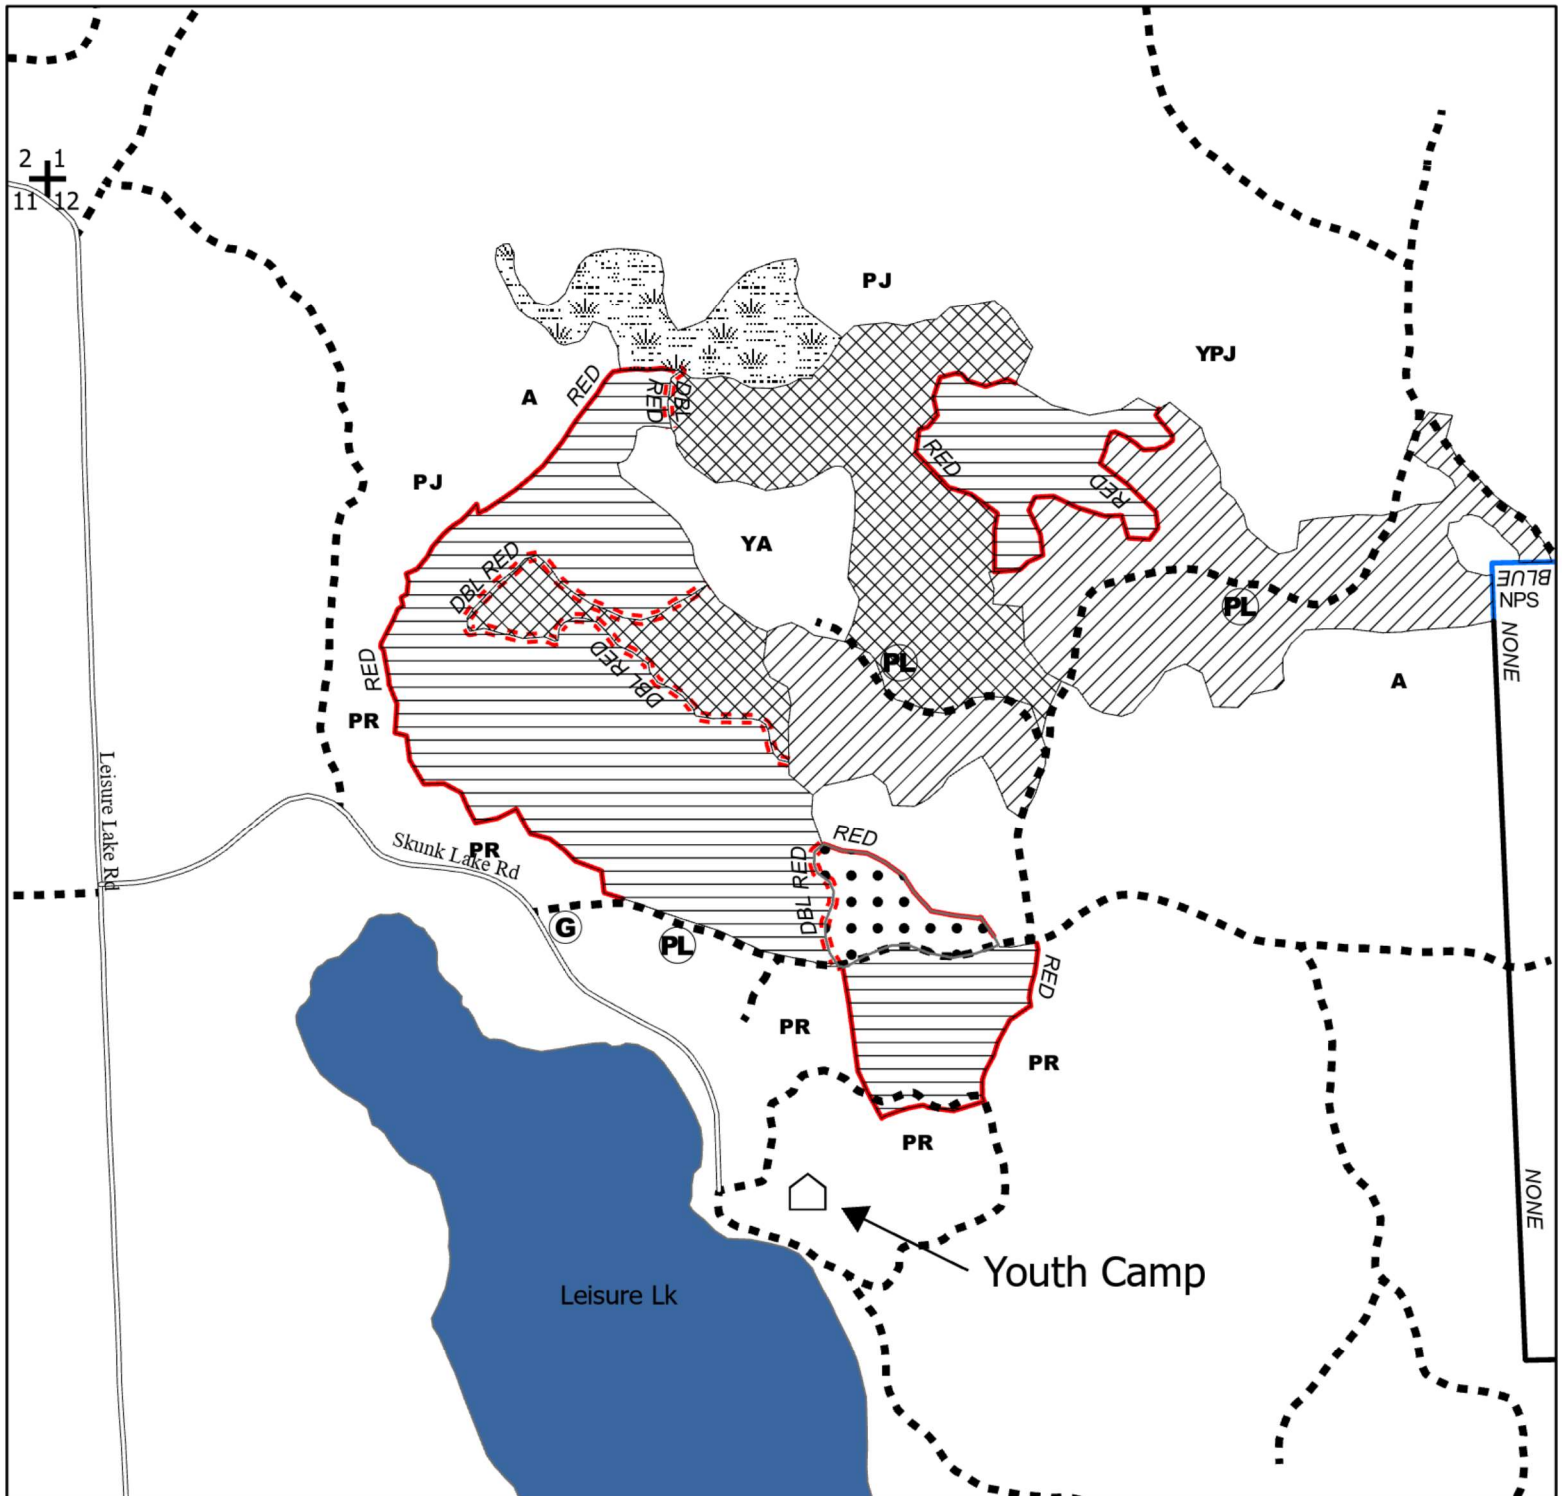 2 1
11 12
PJ
YPJ
A
RED
RED
DBL
PJ
RED
RED
YA
DBL RED
BLUE
NPS
PL
NONE
PL
DBL RED
RED
A
PR
Leisure Lake Rd
Skunk Lake Rd
PR
RED
DBL RED
G
PL
RED
PR
PR
PR
NONE
Youth Camp
Leisure Lk